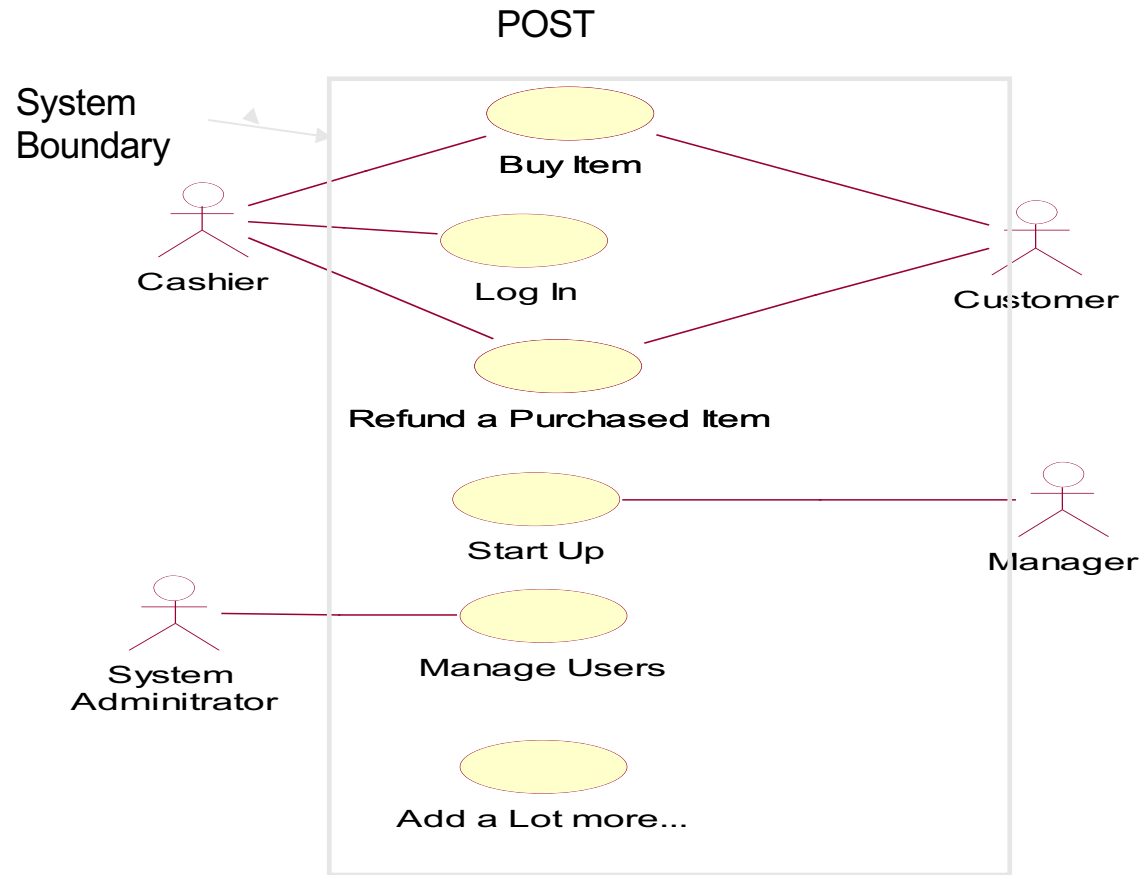 POST
System
Boundary
Buy Item
Cashier
Log In
Customer
Refund a Purchased Item
Start Up
Manager
System
Adminitrator
Manage Users
Add a Lot more...